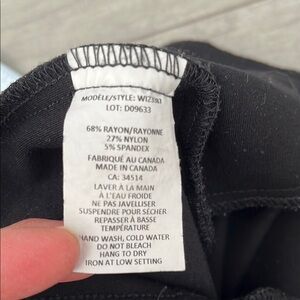 MODÈLE/STYLE:
LOT: D09633
68% RAYON/RAYONNE
27% NYLON
5% SPANDEX
FABRIQUÉ AU CANADA
MADE IN CANADA
CA: 34514
LAVER À LA MAIN
À L'EAU FROIDE
NE PAS JAVELLISER
SUSPENDRE POUR SÉCHER
REPASSER À BASSE
TEMPÉRATURE
HAND WASH, COLD WATER
DO NOT BLEACH
HANG TO DRY
IRON AT LOW SETTING